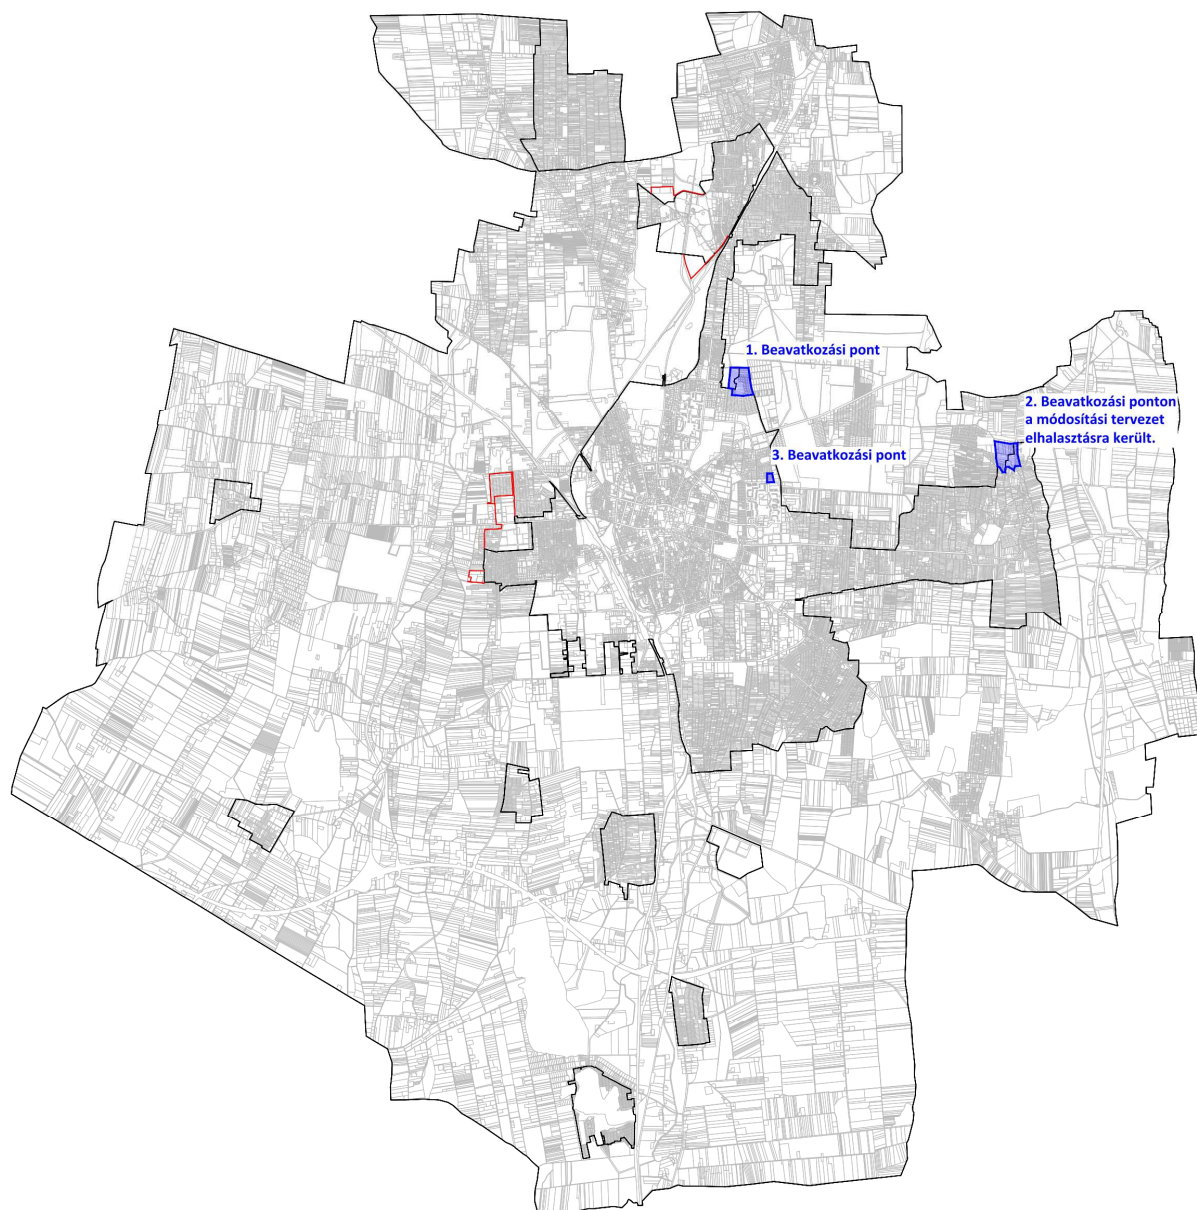 1. Beavatkozási pont
2. Beavatkozási ponton
a módosítási tervezet
elhalasztásra került.
3. Beavatkozási pont